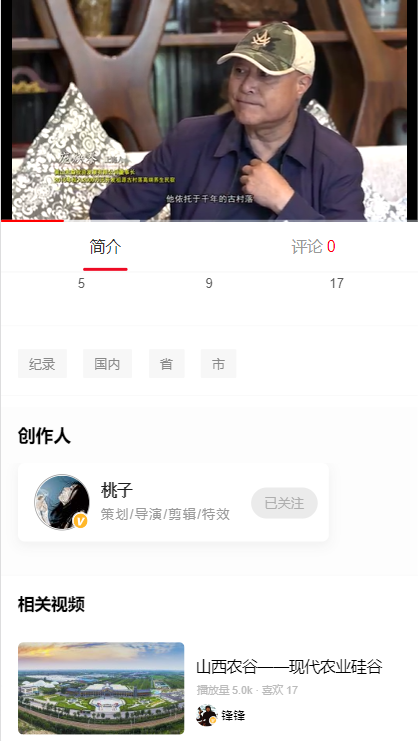 他依托于千年的古村落
简介
评论 0
5
9
17
纪录
国内
省
市
创作人
桃子
策划/导演/剪辑/特效
已关注
相关视频
山西农谷——现代农业硅谷
播放量 5.0k · 喜欢 17
锋锋